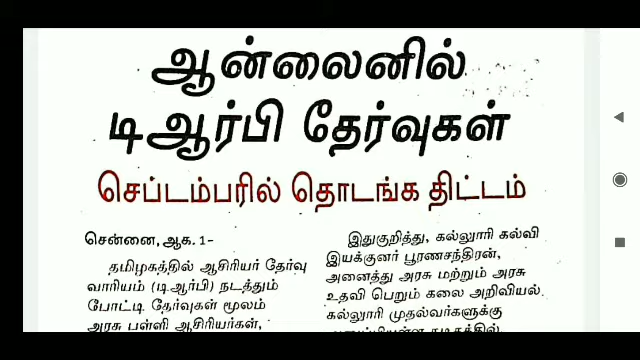 ஆன்லைனில்
டிஆர்பி தேர்வுகள்
செப்டம்பரில் தொடங்க திட்டம்
சென்னை, ஆக. 1-
தமிழகத்தில் ஆசிரியர் தேர்வு
வாரியம் (டிஆர்பி) நடத்தும்
போட்டி தேர்வுகள் மூலம்
அரசு பள்ளி ஆசிரியர்கள்,
இதுகுறித்து, கல்லூரி கல்வி
இயக்குனர் பூரணசந்திரன்,
அனைத்து அரசு மற்றும் அரசு
உதவி பெறும் கலை அறிவியல்
கல்லூரி முதல்வர்களுக்கு